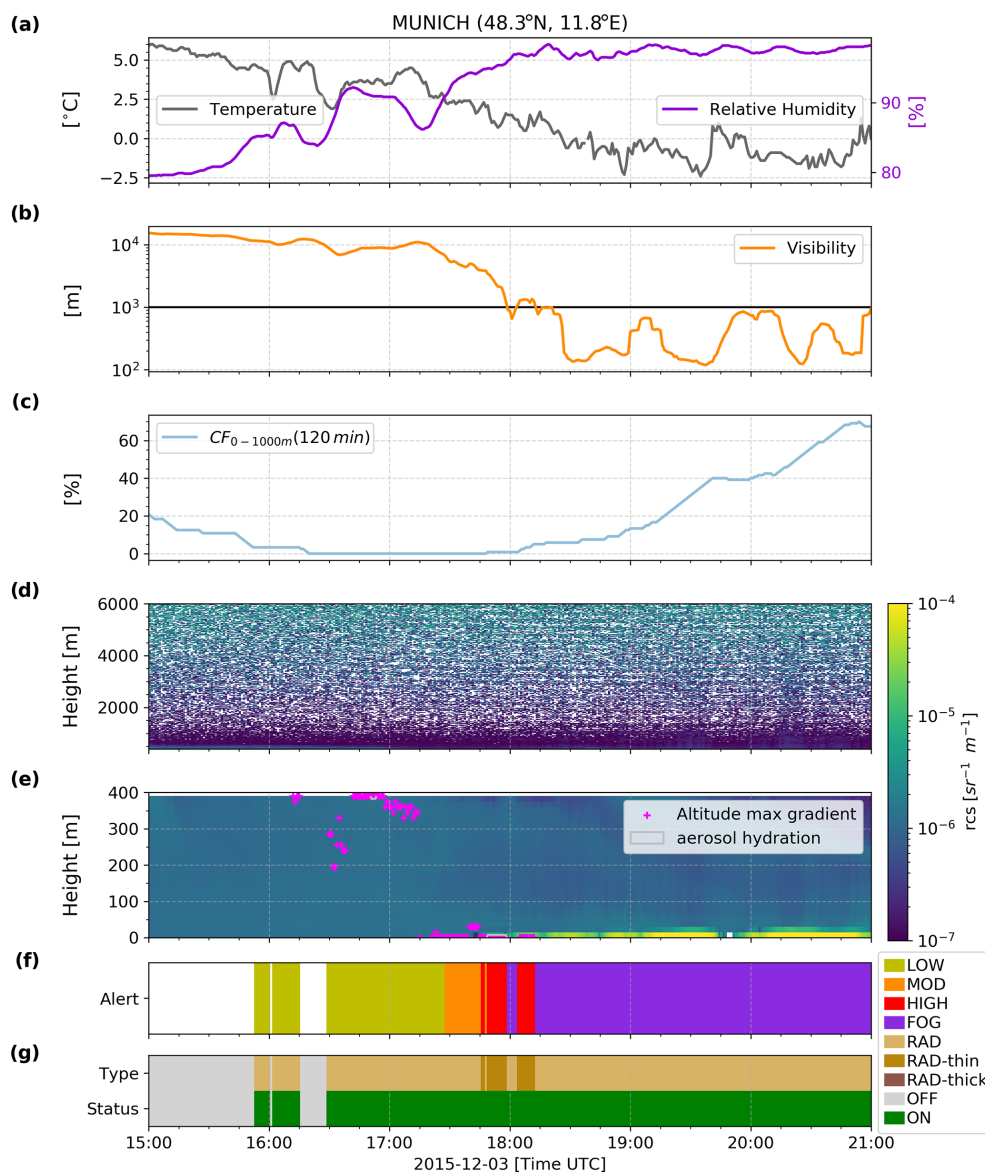 MUNICH (48.3°N, 11.8°E)
(a)
5.0
2.5
0.0
−2.5
[°C]
Temperature
Relative Humidity
90
80
[%]
(b)
10⁴
10³
10²
[m]
Visibility
(c)
60
40
20
0
[%]
CF₀₋₁₀₀₀ₘ(120 min)
(d)
6000
4000
2000
Height [m]
(e)
400
300
200
100
0
Height [m]
Altitude max gradient
aerosol hydration
10⁻⁴
10⁻⁵
10⁻⁶
10⁻⁷
rcs [sr⁻¹ m⁻¹]
(f)
Alert
(g)
Type
Status
LOW
MOD
HIGH
FOG
RAD
RAD-thin
RAD-thick
OFF
ON
15:00 16:00 17:00 18:00 19:00 20:00 21:00
2015-12-03 [Time UTC]